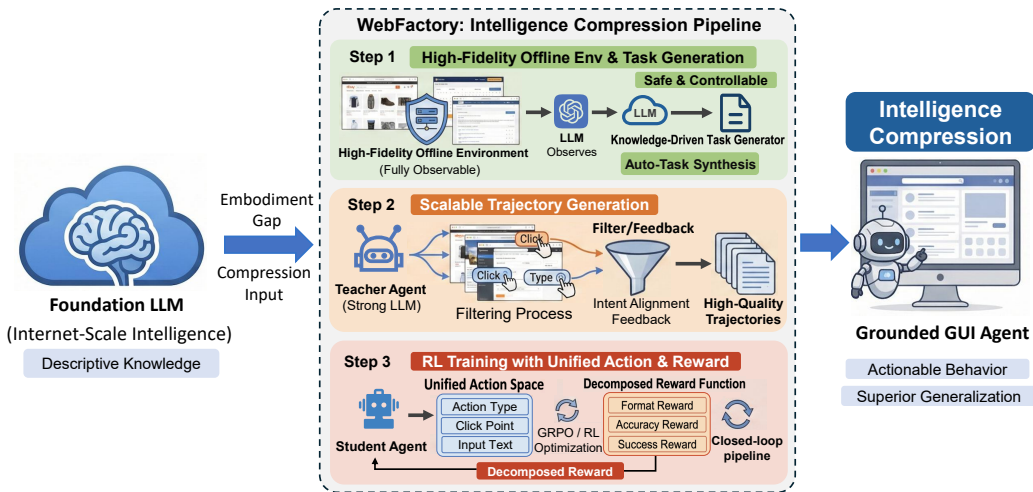 WebFactory: Intelligence Compression Pipeline
Step 1
High-Fidelity Offline Env & Task Generation
Safe & Controllable
LLM
High-Fidelity Offline Environment
(Fully Observable)
LLM
Observes
Knowledge-Driven Task Generator
Auto-Task Synthesis
Foundation LLM
(Internet-Scale Intelligence)
Descriptive Knowledge
Embodiment
Gap
Compression
Input
Step 2
Scalable Trajectory Generation
Click
Click
Type
Teacher Agent
(Strong LLM)
Filtering Process
Filter/Feedback
Intent Alignment
Feedback
High-Quality
Trajectories
Step 3
RL Training with Unified Action & Reward
Unified Action Space
Action Type
Click Point
Input Text
Student Agent
GRPO / RL
Optimization
Decomposed Reward Function
Format Reward
Accuracy Reward
Success Reward
Closed-loop
pipeline
Decomposed Reward
Intelligence
Compression
Grounded GUI Agent
Actionable Behavior
Superior Generalization